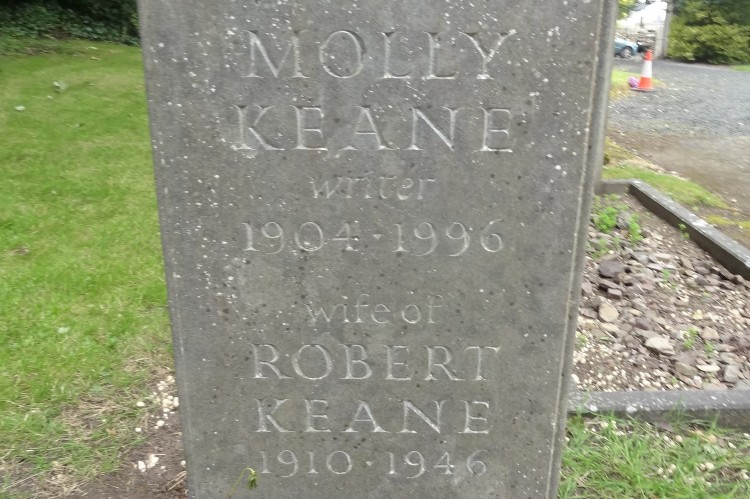 MOLLY
KEANE
writer
1904 - 1996
wife of
ROBERT
KEANE
1910 - 1946